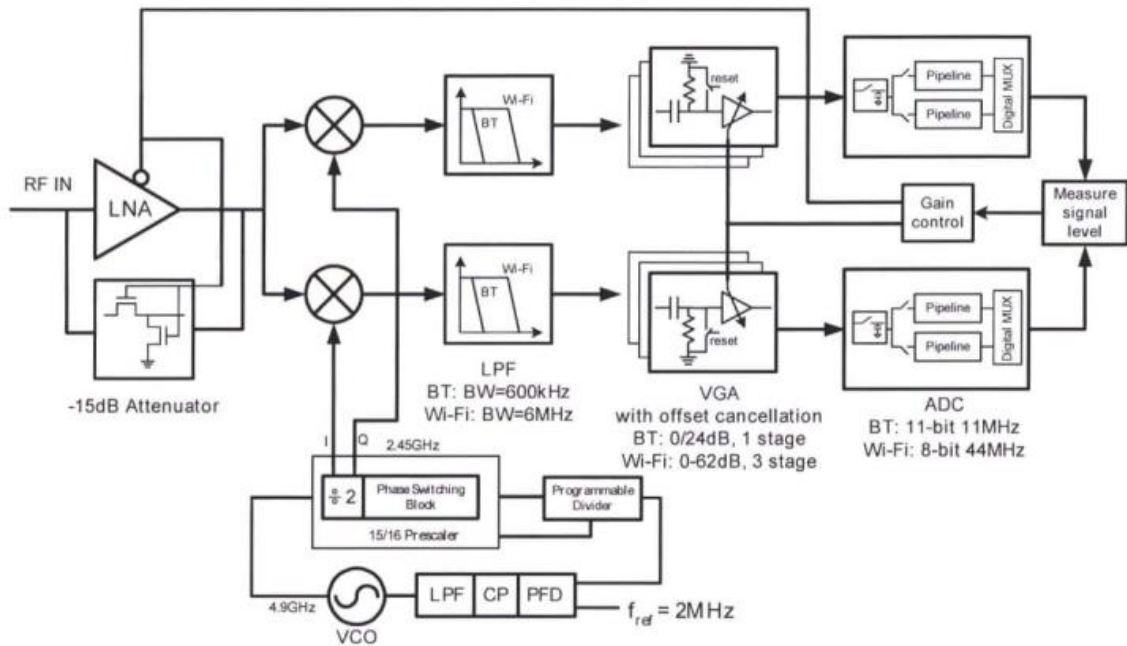 RF IN
LNA
-15dB Attenuator
Wi-Fi
BT
Wi-Fi
BT
LPF
BT: BW=600kHz
Wi-Fi: BW=6MHz
reset
reset
VGA
with offset cancellation
BT: 0/24dB, 1 stage
Wi-Fi: 0-62dB, 3 stage
Pipeline
Pipeline
Digital MUX
Gain
control
Measure
signal
level
Pipeline
Pipeline
Digital MUX
ADC
BT: 11-bit 11MHz
Wi-Fi: 8-bit 44MHz
I
Q
2.45GHz
÷ 2
Phase Switching
Block
15/16 Prescaler
Programmable
Divider
4.9GHz
VCO
LPF
CP
PFD
fref = 2MHz